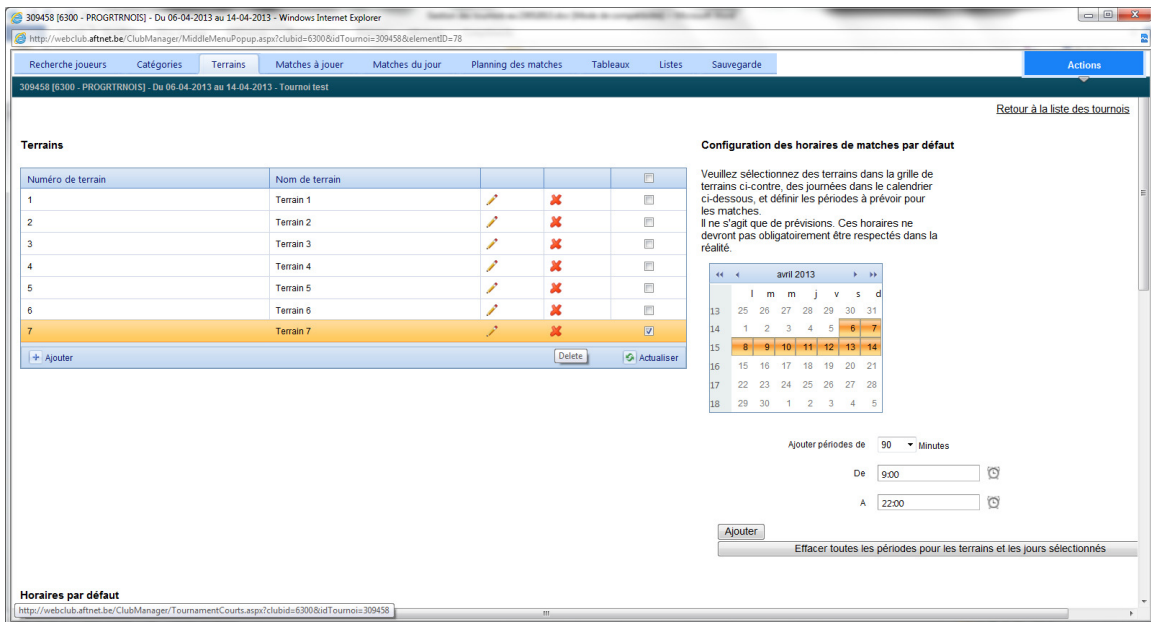 309458 [6300 - PROGRTRNOIS] - Du 06-04-2013 au 14-04-2013 - Windows Internet Explorer
http://webclub.aftnet.be/ClubManager/MiddleMenuPopup.aspx?clubid=6300&idTournoi=309458&elementID=78
Recherche joueurs Catégories Terrains Matches à jouer Matches du jour Planning des matches Tableaux Listes Sauvegarde Actions
309458 [6300 - PROGRTRNOIS] - Du 06-04-2013 au 14-04-2013 - Tournoi test
Retour à la liste des tournois
Terrains
Numéro de terrain Nom de terrain
1 Terrain 1
2 Terrain 2
3 Terrain 3
4 Terrain 4
5 Terrain 5
6 Terrain 6
7 Terrain 7
Ajouter Delete Actualiser
Configuration des horaires de matches par défaut
Veuillez sélectionnez des terrains dans la grille de
terrains ci-contre, des journées dans le calendrier
ci-dessous, et définir les périodes à prévoir pour
les matches.
Il ne s'agit que de prévisions. Ces horaires ne
devront pas obligatoirement être respectés dans la
réalité.
avril 2013
l m m j v s d
13 25 26 27 28 29 30 31
14 1 2 3 4 5 6 7
15 8 9 10 11 12 13 14
16 15 16 17 18 19 20 21
17 22 23 24 25 26 27 28
18 29 30 1 2 3 4 5
Ajouter périodes de 90 Minutes
De 9:00
A 22:00
Ajouter
Effacer toutes les périodes pour les terrains et les jours sélectionnés
Horaires par défaut
http://webclub.aftnet.be/ClubManager/TournamentCourts.aspx?clubid=6300&idTournoi=309458